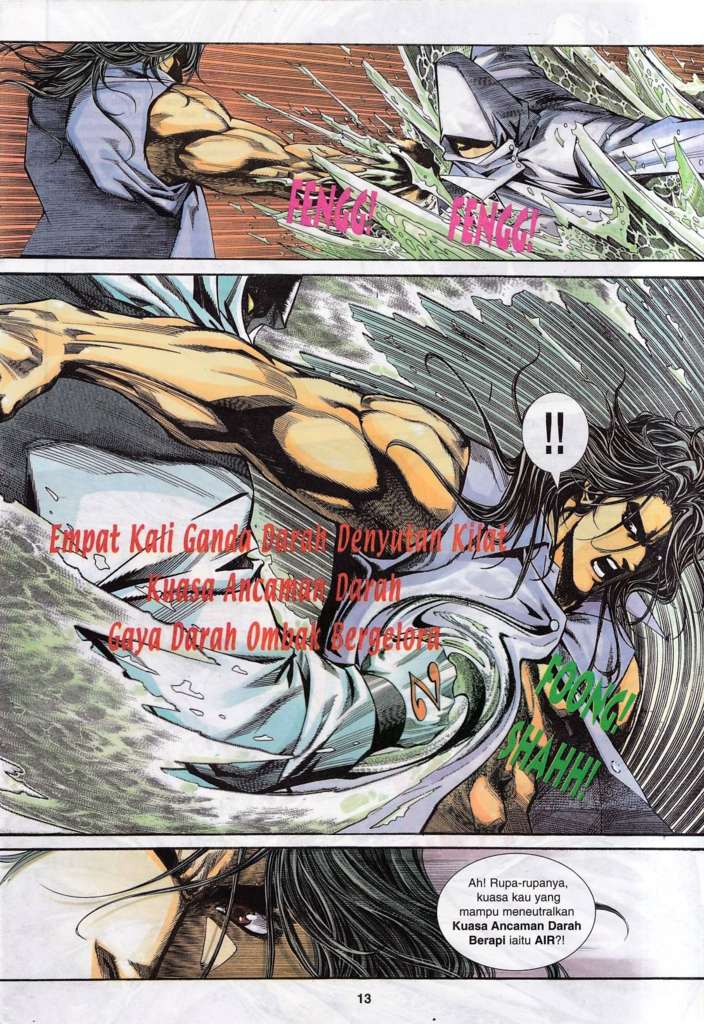 FENGG!
FENGG!
!!
Empat Kali Ganda Darah Denyutan Kilat
Kuasa Ancaman Darah
Gaya Darah Ombak Bergelora
Z
FOONG!
SHAHH!
Ah! Rupa-rupanya,
kuasa kau yang
mampu meneutralkan
Kuasa Ancaman Darah
Berapi iaitu AIR?!
13